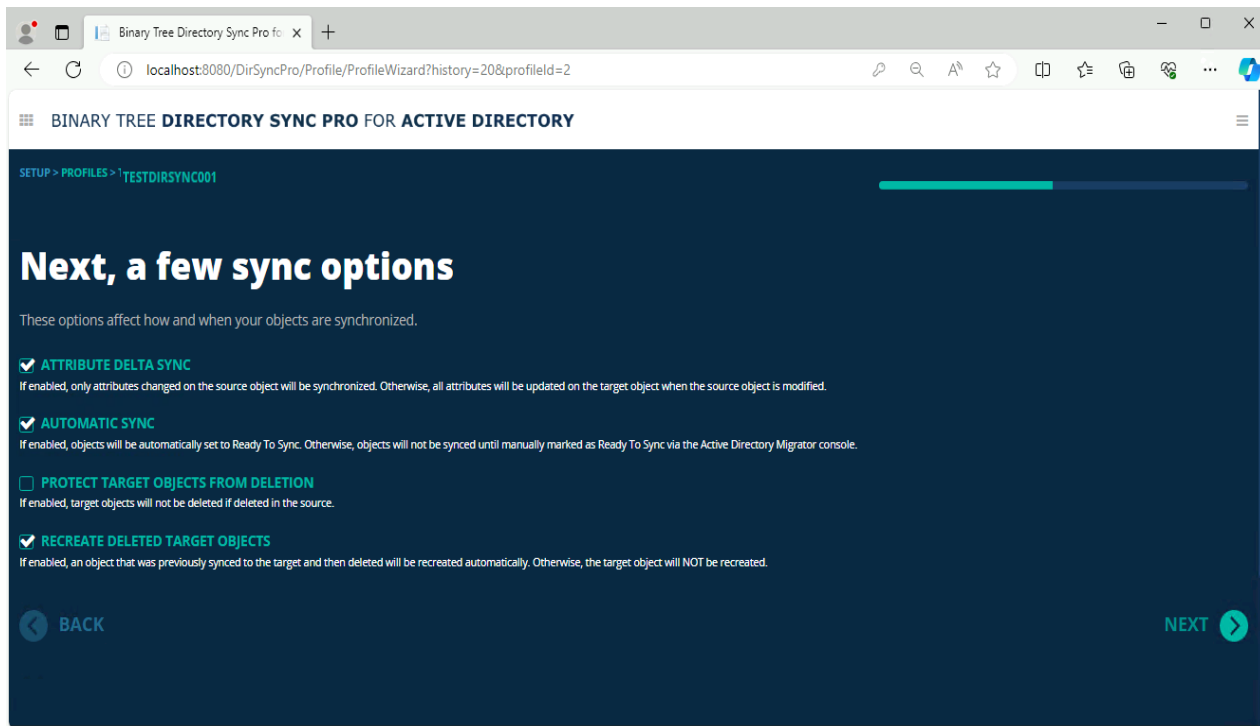 Binary Tree Directory Sync Pro fo
localhost:8080/DirSyncPro/Profile/ProfileWizard?history=20&profileId=2
BINARY TREE DIRECTORY SYNC PRO FOR ACTIVE DIRECTORY
SETUP > PROFILES > TESTDIRSYNC001
Next, a few sync options
These options affect how and when your objects are synchronized.
ATTRIBUTE DELTA SYNC
If enabled, only attributes changed on the source object will be synchronized. Otherwise, all attributes will be updated on the target object when the source object is modified.
AUTOMATIC SYNC
If enabled, objects will be automatically set to Ready To Sync. Otherwise, objects will not be synced until manually marked as Ready To Sync via the Active Directory Migrator console.
PROTECT TARGET OBJECTS FROM DELETION
If enabled, target objects will not be deleted if deleted in the source.
RECREATE DELETED TARGET OBJECTS
If enabled, an object that was previously synced to the target and then deleted will be recreated automatically. Otherwise, the target object will NOT be recreated.
BACK
NEXT